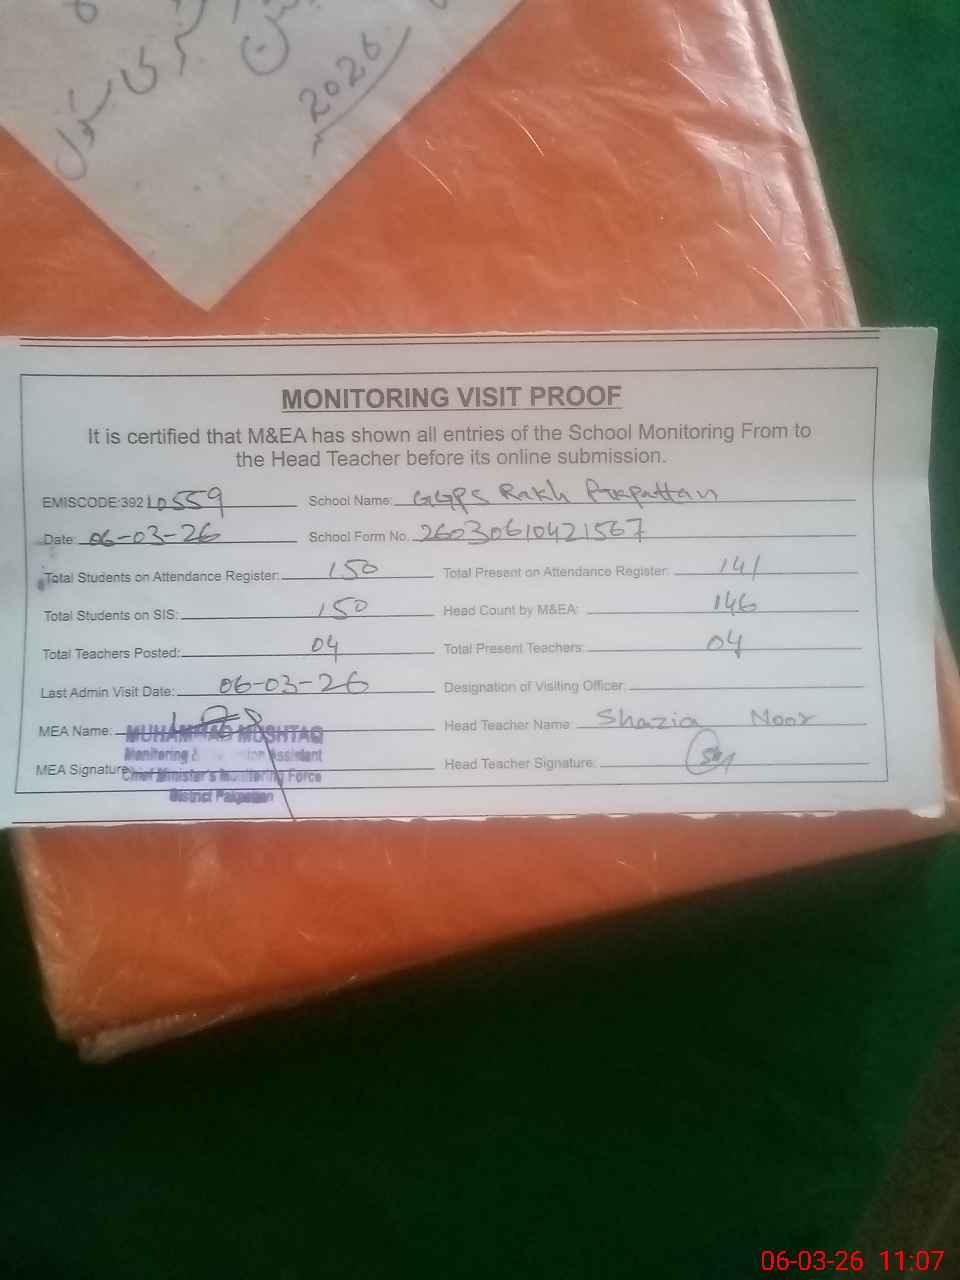 سکول
2026
MONITORING VISIT PROOF
It is certified that M&EA has shown all entries of the School Monitoring From to
the Head Teacher before its online submission.
EMISCODE:392 10559 School Name: GGPS Rakh Pakpattan
Date: 06-03-26 School Form No. 26030610421567
Total Students on Attendance Register: 150 Total Present on Attendance Register: 141
Total Students on SIS: 150 Head Count by M&EA: 146
Total Teachers Posted: 04 Total Present Teachers: 04
Last Admin Visit Date: 06-03-26 Designation of Visiting Officer:
MEA Name: MUHAMMAD MUSHTAQ Head Teacher Name: Shazia Noor
Monitoring & Assistant
MEA Signature: Chief Minister's Monitoring Force Head Teacher Signature:
District Pakpattan
06-03-26 11:07